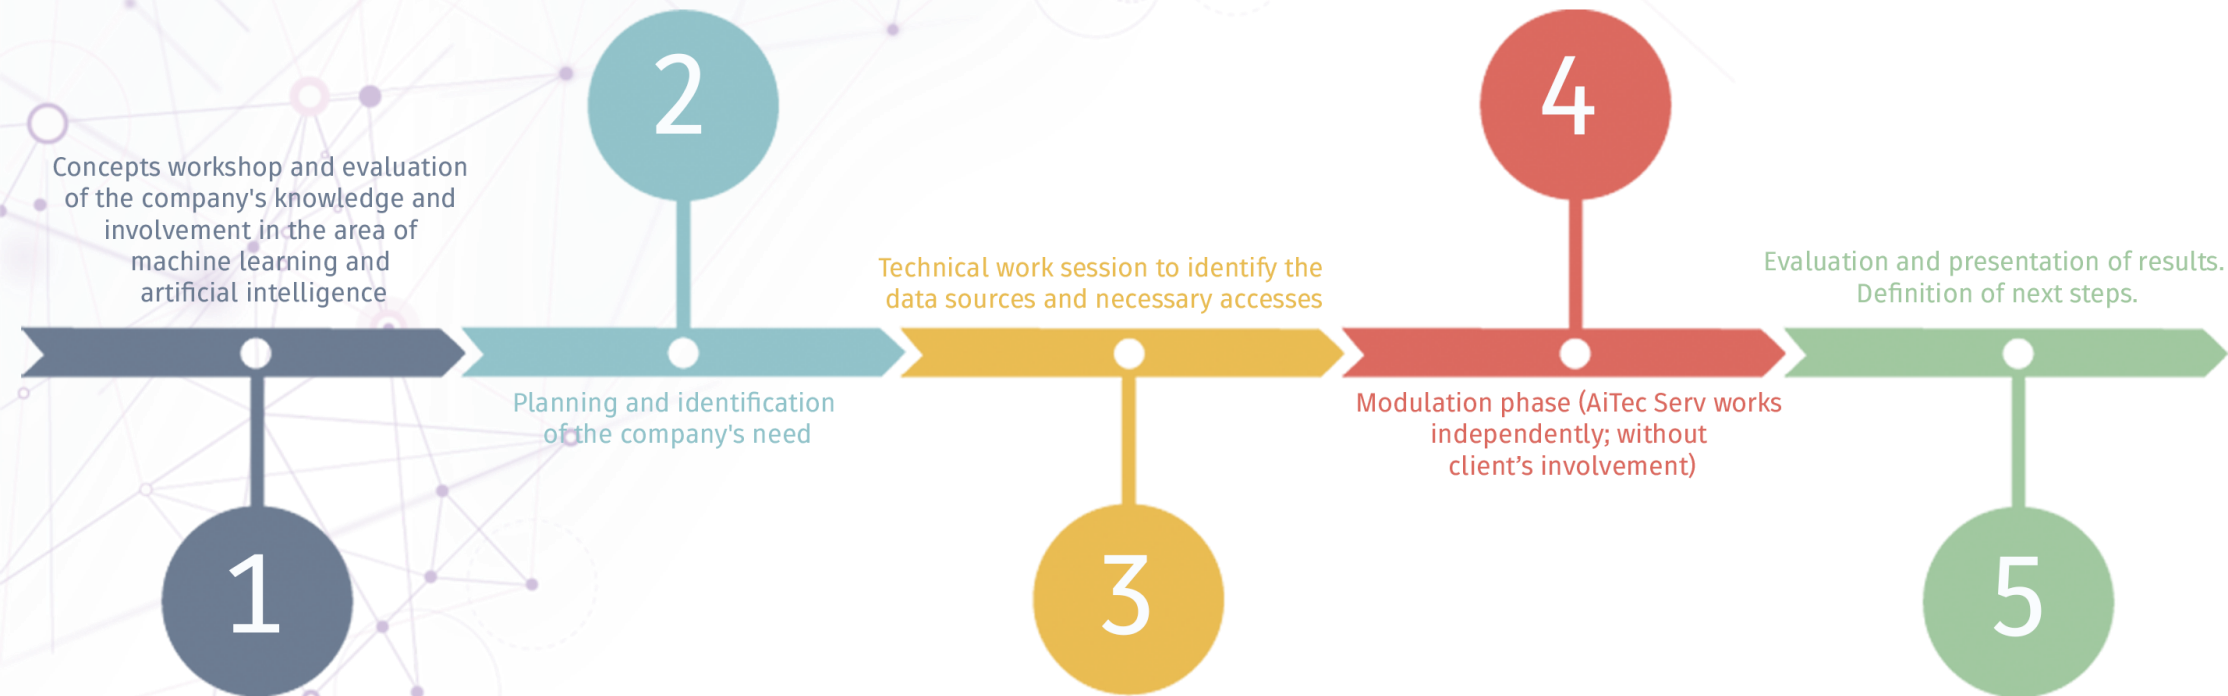 1
Concepts workshop and evaluation
of the company's knowledge and
involvement in the area of
machine learning and
artificial intelligence
2
Planning and identification
of the company's need
3
Technical work session to identify the
data sources and necessary accesses
4
Modulation phase (AiTec Serv works
independently; without
client’s involvement)
5
Evaluation and presentation of results.
Definition of next steps.